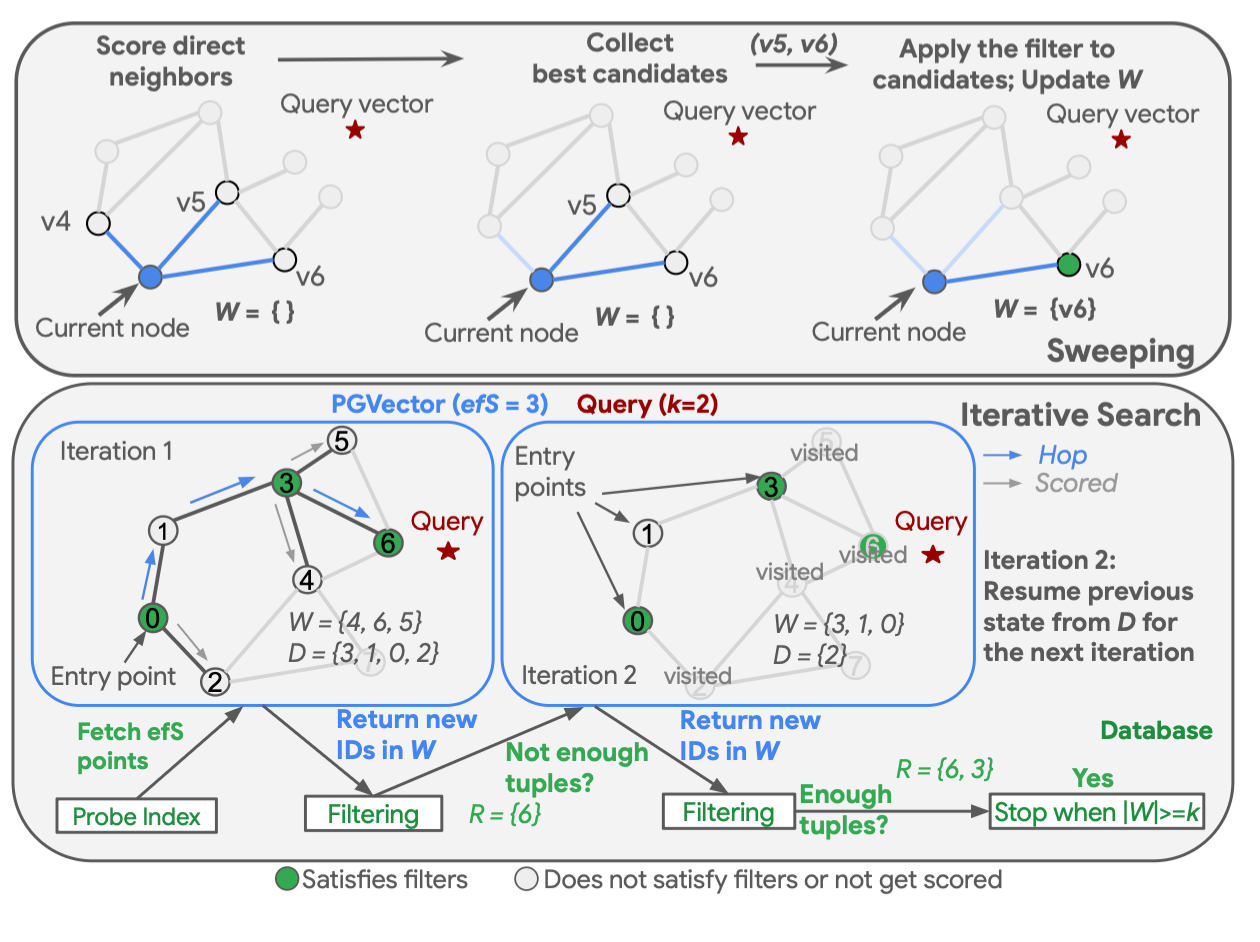 Score direct
neighbors
Collect
best candidates
(v5, v6)
Apply the filter to
candidates; Update W
Query vector
v4
v5
v6
Current node
W = { }
Query vector
v5
v6
Current node
W = { }
Query vector
v6
Current node
W = {v6}
Sweeping
PGVector (efS = 3)
Query (k=2)
Iterative Search
Iteration 1
5
3
1
6
Query
4
0
W = {4, 6, 5}
D = {3, 1, 0, 2}
7
Entry point
2
Entry
points
5
visited
3
1
6
visited
Query
visited
4
0
W = {3, 1, 0}
D = {2}
7
Iteration 2
visited
2
Hop
Scored
Iteration 2:
Resume previous
state from D for
the next iteration
Fetch efS
points
Return new
IDs in W
Not enough
tuples?
R = {6}
Return new
IDs in W
Enough
tuples?
R = {6, 3}
Database
Yes
Probe Index
Filtering
Filtering
Stop when |W|>=k
Satisfies filters
Does not satisfy filters or not get scored